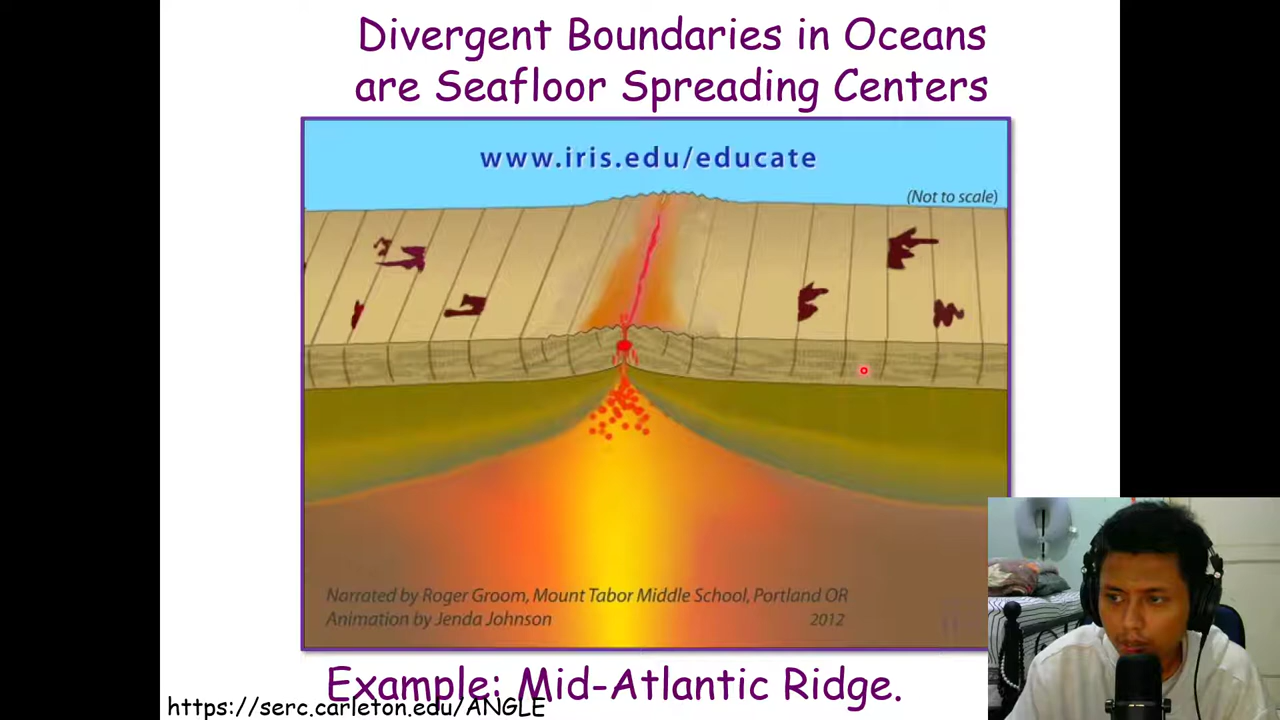 Divergent Boundaries in Oceans
are Seafloor Spreading Centers
www.iris.edu/educate
(Not to scale)
Narrated by Roger Groom, Mount Tabor Middle School, Portland OR
Animation by Jenda Johnson
2012
Example: Mid-Atlantic Ridge.
https://serc.carleton.edu/ANGLE